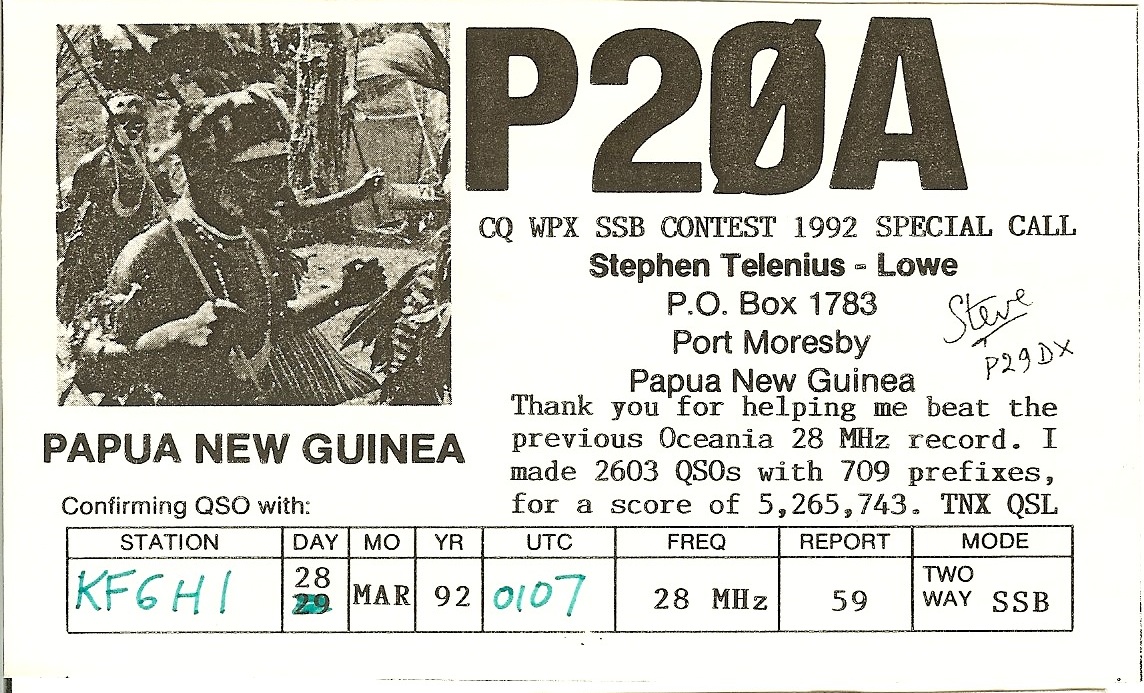 P2ØA
CQ WPX SSB CONTEST 1992 SPECIAL CALL
Stephen Telenius - Lowe
P.O. Box 1783
Port Moresby
Papua New Guinea
Steve
P29DX
Thank you for helping me beat the
previous Oceania 28 MHz record. I
made 2603 QSOs with 709 prefixes,
for a score of 5,265,743. TNX QSL
PAPUA NEW GUINEA
Confirming QSO with:
STATION DAY MO YR UTC FREQ REPORT MODE
KF6HI 28 29 MAR 92 0107 28 MHz 59 TWO WAY SSB